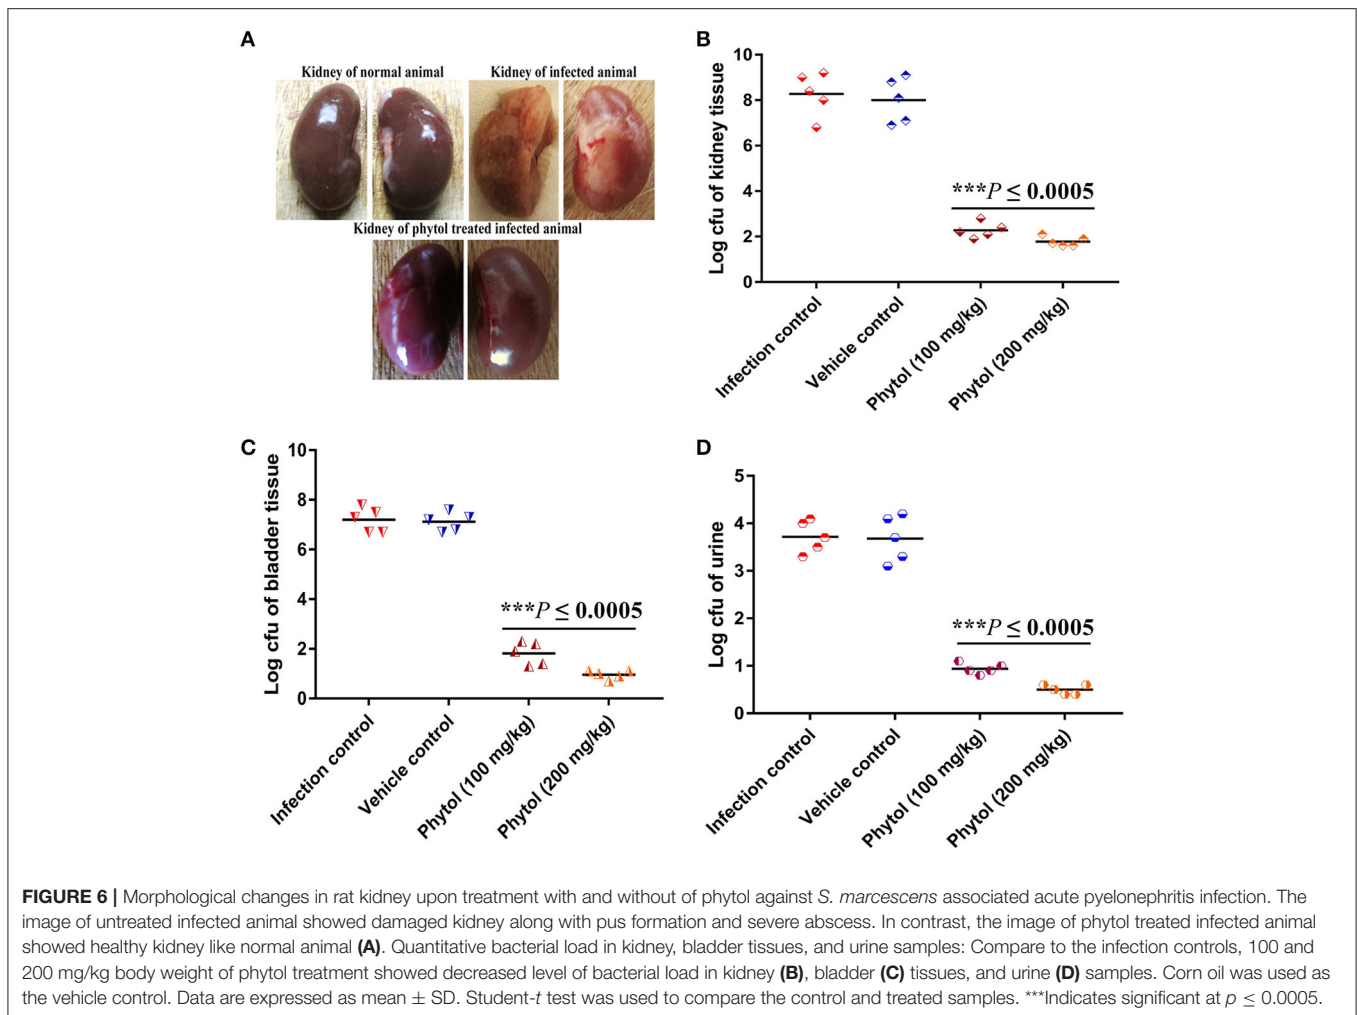 A
Kidney of normal animal
Kidney of infected animal
Kidney of phytol treated infected animal
B
Log cfu of kidney tissue
10
8
6
4
2
0
***P ≤ 0.0005
Infection control
Vehicle control
Phytol (100 mg/kg)
Phytol (200 mg/kg)
C
Log cfu of bladder tissue
10
8
6
4
2
0
***P ≤ 0.0005
Infection control
Vehicle control
Phytol (100 mg/kg)
Phytol (200 mg/kg)
D
Log cfu of urine
5
4
3
2
1
0
***P ≤ 0.0005
Infection control
Vehicle control
Phytol (100 mg/kg)
Phytol (200 mg/kg)
FIGURE 6 | Morphological changes in rat kidney upon treatment with and without of phytol against S. marcescens associated acute pyelonephritis infection. The
image of untreated infected animal showed damaged kidney along with pus formation and severe abscess. In contrast, the image of phytol treated infected animal
showed healthy kidney like normal animal (A). Quantitative bacterial load in kidney, bladder tissues, and urine samples: Compare to the infection controls, 100 and
200 mg/kg body weight of phytol treatment showed decreased level of bacterial load in kidney (B), bladder (C) tissues, and urine (D) samples. Corn oil was used as
the vehicle control. Data are expressed as mean ± SD. Student-t test was used to compare the control and treated samples. ***Indicates significant at p ≤ 0.0005.